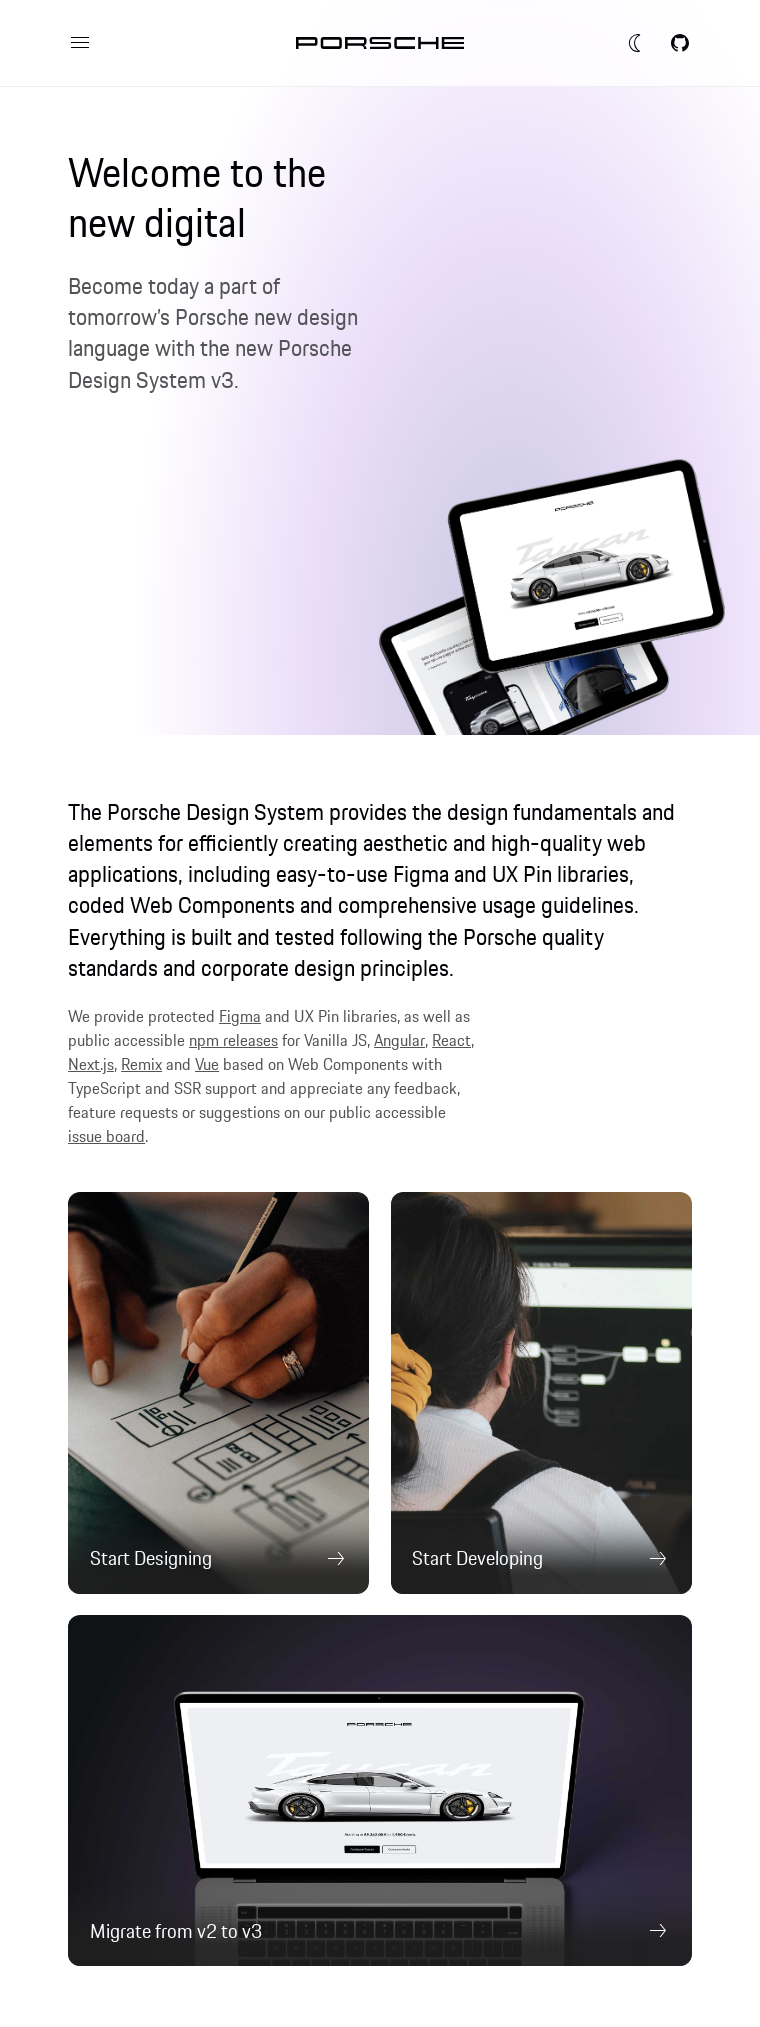 PORSCHE
Welcome to the
new digital
Become today a part of
tomorrow's Porsche new design
language with the new Porsche
Design System v3.
PORSCHE
Taycan
The Porsche Design System provides the design fundamentals and
elements for efficiently creating aesthetic and high-quality web
applications, including easy-to-use Figma and UX Pin libraries,
coded Web Components and comprehensive usage guidelines.
Everything is built and tested following the Porsche quality
standards and corporate design principles.
We provide protected Figma and UX Pin libraries, as well as
public accessible npm releases for Vanilla JS, Angular, React,
Next.js, Remix and Vue based on Web Components with
TypeScript and SSR support and appreciate any feedback,
feature requests or suggestions on our public accessible
issue board.
Start Designing
Start Developing
PORSCHE
Taycan
Migrate from v2 to v3